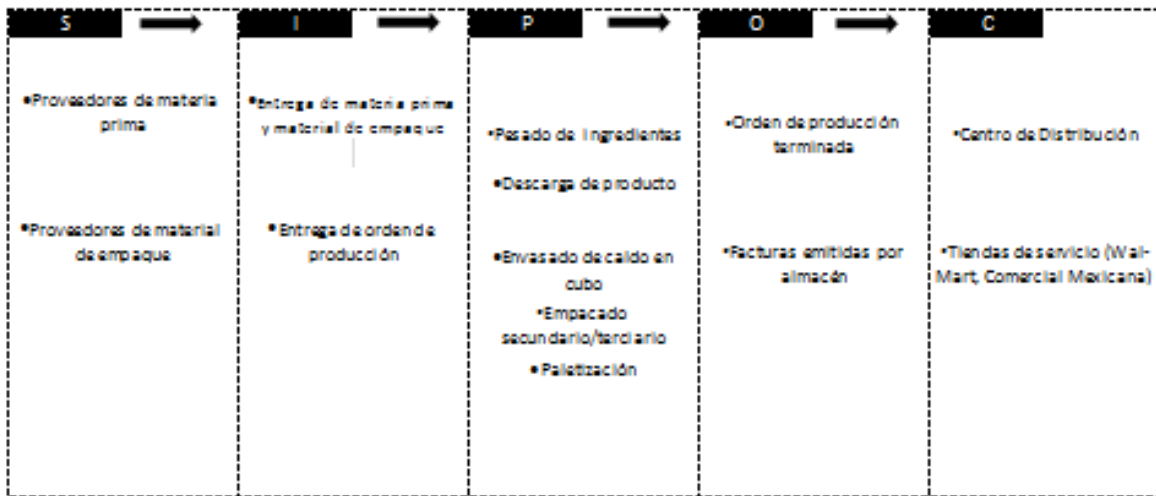 S
I
P
O
C
•Proveedores de materia
prima
•Proveedores de material
de empaque
•Entrega de materia prima
y material de empaque
•Entrega de orden de
producción
•Pesado de Ingredientes
•Descarga de producto
•Envasado de caldo en
cubo
•Empacado
secundario/terciario
•Paletización
•Orden de producción
terminada
•Facturas emitidas por
almacén
•Centro de Distribución
•Tiendas de servicio (Wal-
Mart, Comercial Mexicana)